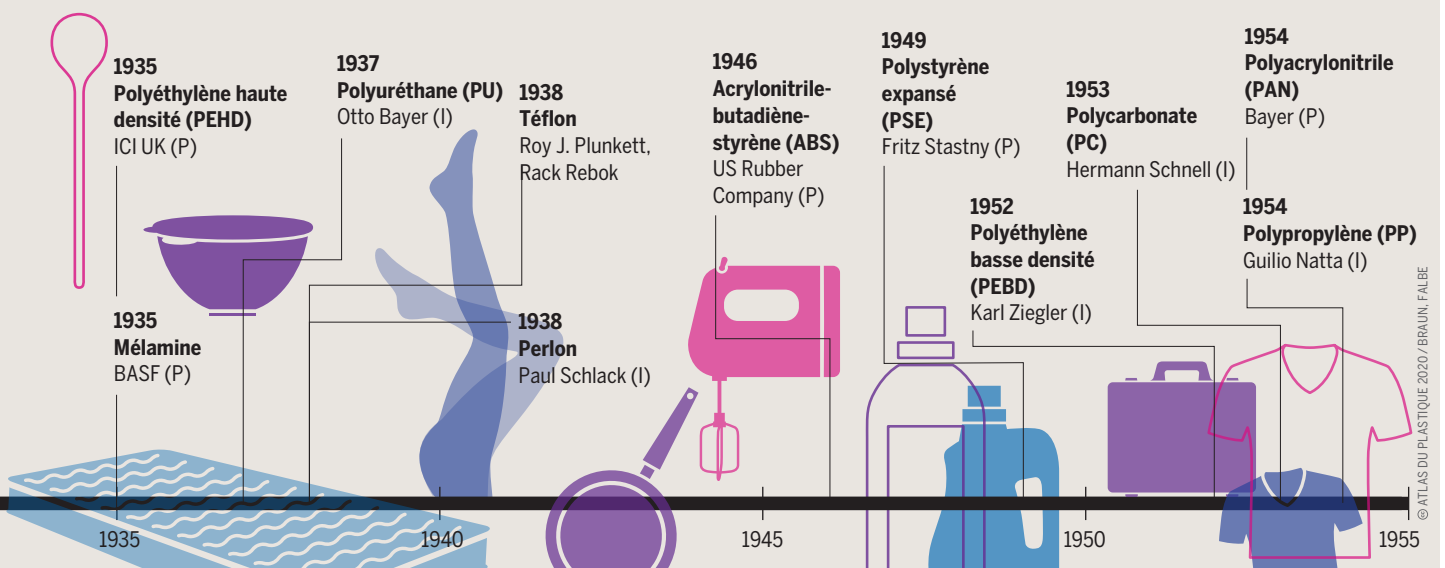 1935
Polyéthylène haute
densité (PEHD)
ICI UK (P)
1935
Mélamine
BASF (P)
1937
Polyuréthane (PU)
Otto Bayer (I)
1938
Téflon
Roy J. Plunkett,
Rack Rebok
1938
Perlon
Paul Schlack (I)
1946
Acrylonitrile-
butadiène-
styrène (ABS)
US Rubber
Company (P)
1949
Polystyrène
expansé
(PSE)
Fritz Stastny (P)
1952
Polyéthylène
basse densité
(PEBD)
Karl Ziegler (I)
1953
Polycarbonate
(PC)
Hermann Schnell (I)
1954
Polyacrylonitrile
(PAN)
Bayer (P)
1954
Polypropylène (PP)
Guilio Natta (I)
1935
1940
1945
1950
1955
© ATLAS DU PLASTIQUE 2020 / BRAUN, FALBE